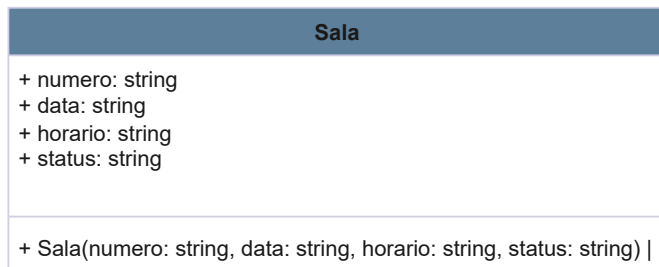 Sala
+ numero: string
+ data: string
+ horario: string
+ status: string
+ Sala(numero: string, data: string, horario: string, status: string) |